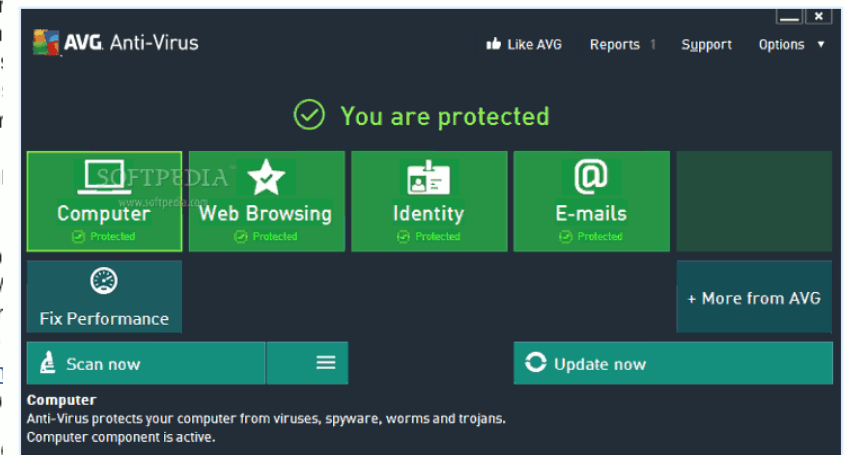 AVG. Anti-Virus
Like AVG
Reports 1
Support
Options
You are protected
SOFTPEDIA
www.softpedia.com
Computer
Protected
Web Browsing
Protected
Identity
Protected
E-mails
Protected
Fix Performance
+ More from AVG
Scan now
Update now
Computer
Anti-Virus protects your computer from viruses, spyware, worms and trojans.
Computer component is active.